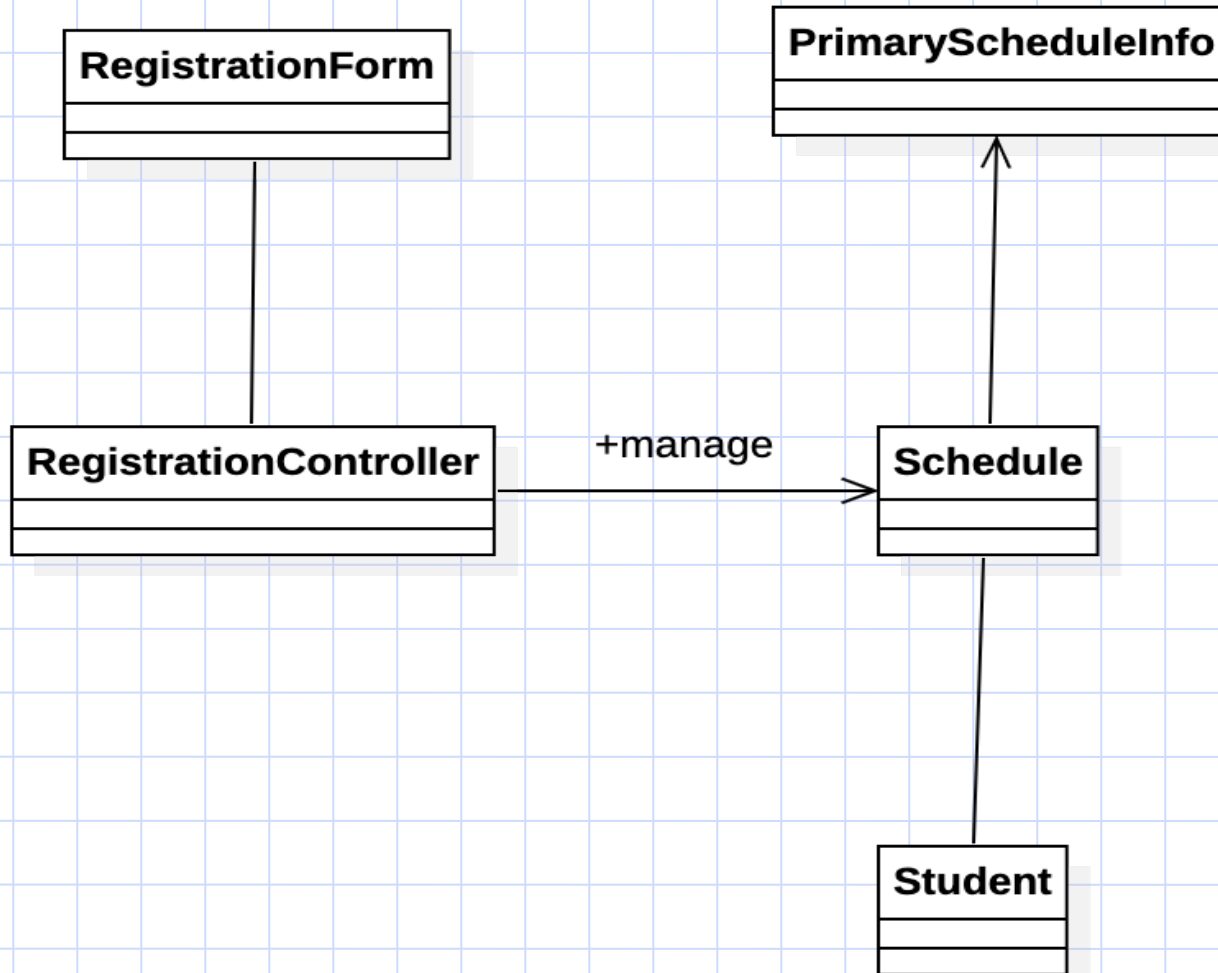 RegistrationForm
PrimaryScheduleInfo
RegistrationController
+manage
Schedule
Student